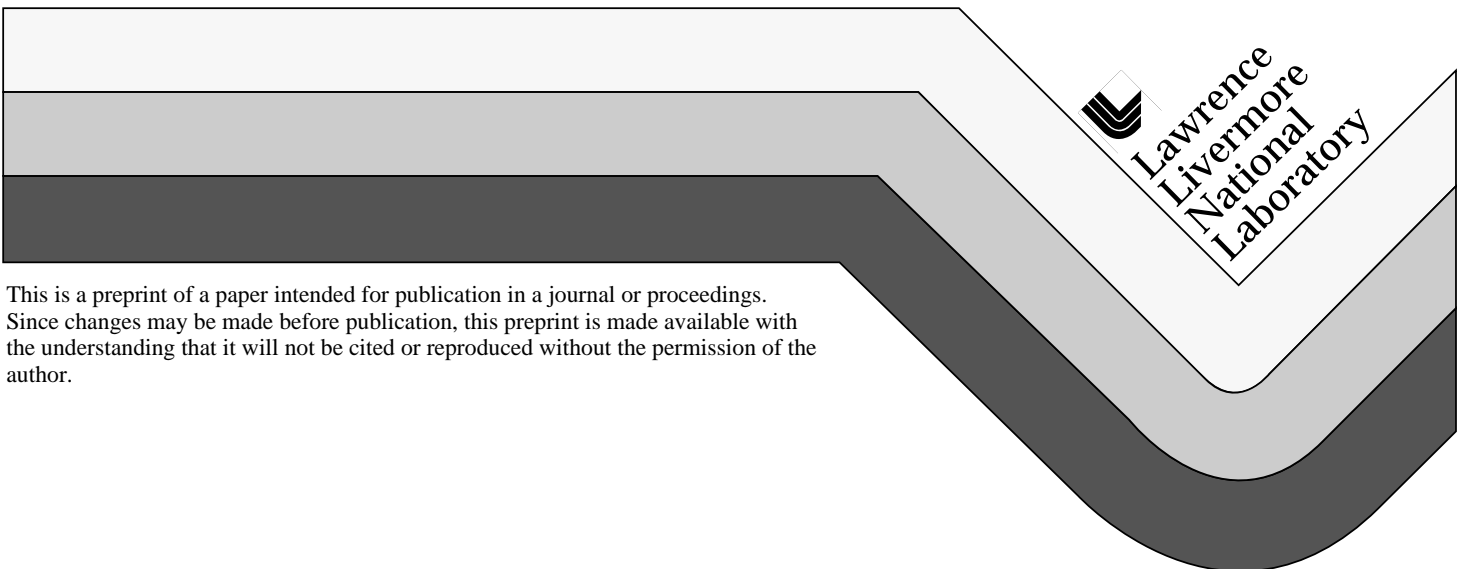 Lawrence
Livermore
National
Laboratory
This is a preprint of a paper intended for publication in a journal or proceedings.
Since changes may be made before publication, this preprint is made available with
the understanding that it will not be cited or reproduced without the permission of the
author.